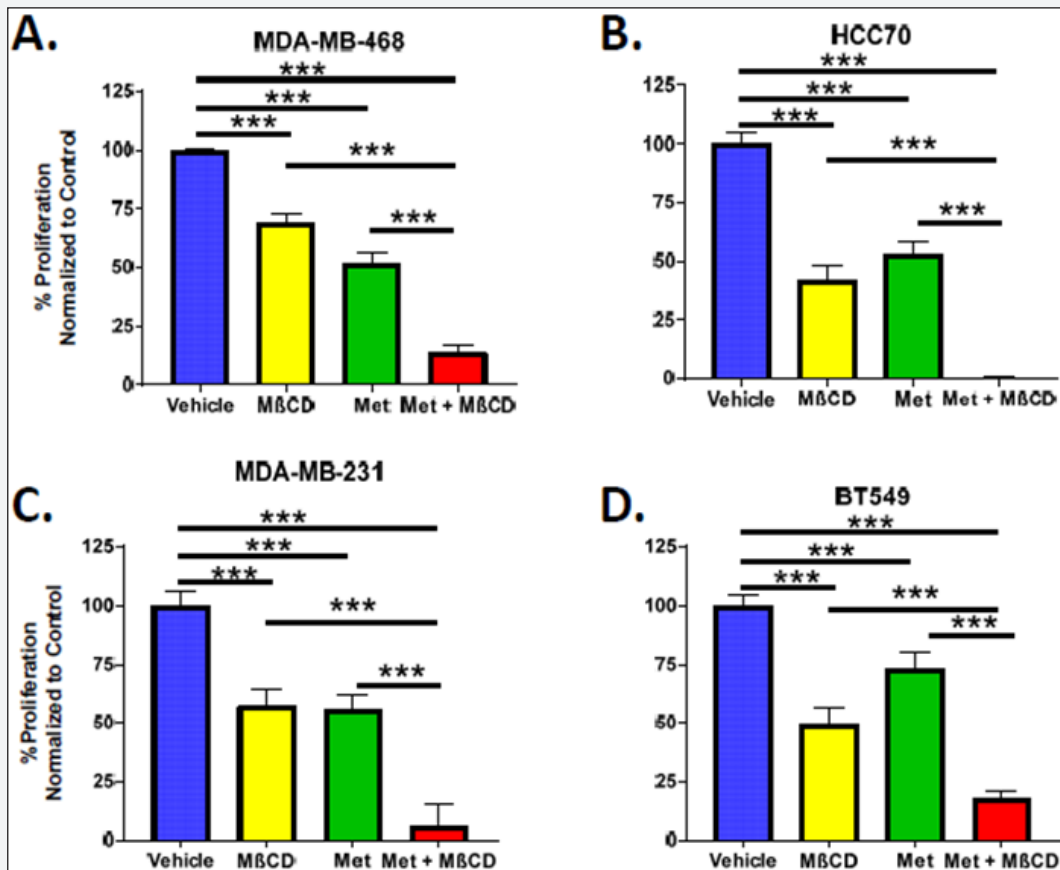 A.
MDA-MB-468
% Proliferation
Normalized to Control
125
100
75
50
25
0
***
***
***
***
***
Vehicle MßCD Met Met + MßCD
B.
HCC70
125
100
75
50
25
0
***
***
***
***
***
Vehicle MßCD Met Met + MßCD
C.
MDA-MB-231
%Proliferation
Normalized to Control
125
100
75
50
25
0
***
***
***
***
***
Vehicle MßCD Met Met + MßCD
D.
BT549
125
100
75
50
25
0
***
***
***
***
***
Vehicle MßCD Met Met + MßCD